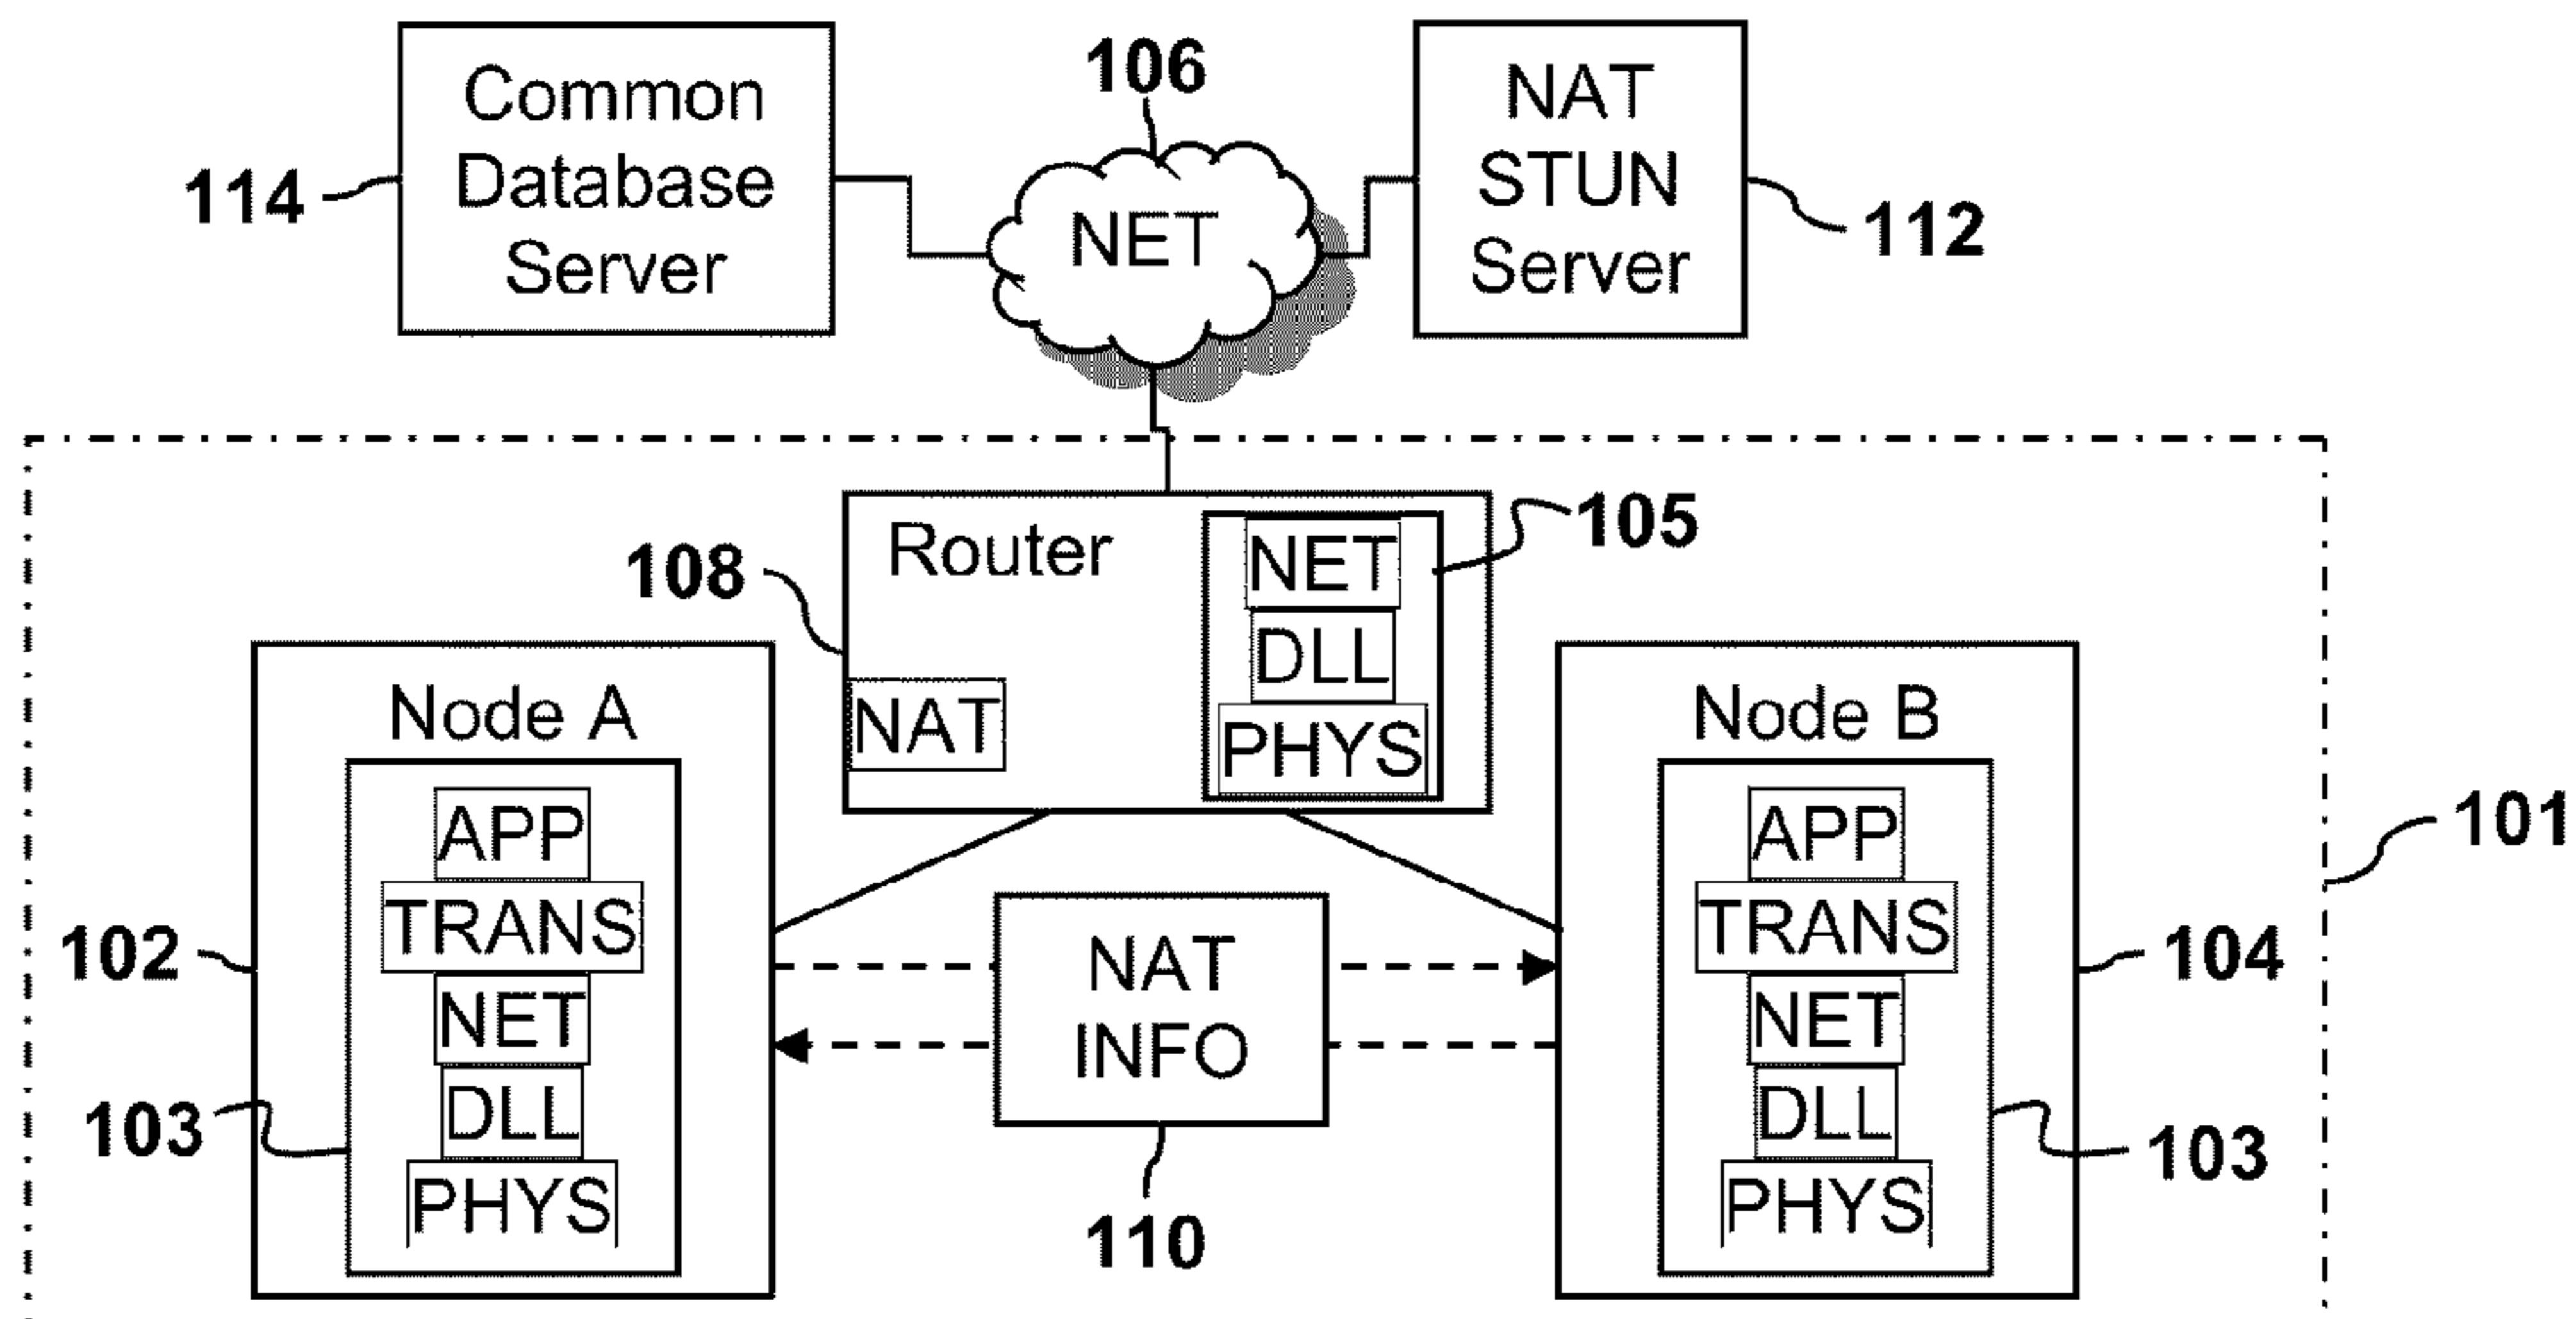 106
Common
Database
Server
114
NET
NAT
STUN
Server
112
Router
108
NAT
105
NET
DLL
PHYS
101
Node A
102
APP
TRANS
NET
DLL
PHYS
103
NAT
INFO
110
Node B
104
APP
TRANS
NET
DLL
PHYS
103